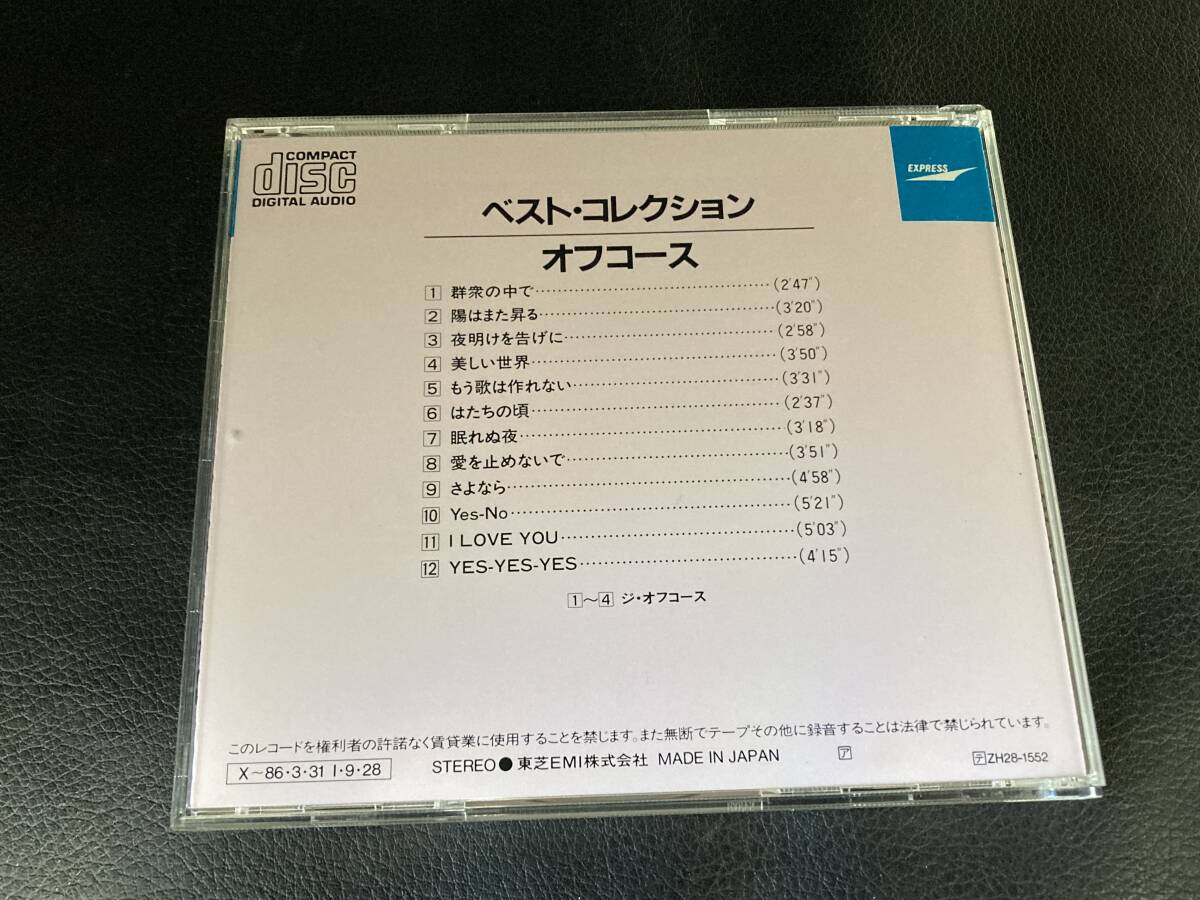 COMPACT
disc
DIGITAL AUDIO
EXPRESS
ベスト・コレクション
オフコース
1 群衆の中で……(2'47")
2 陽はまた昇る……(3'20")
3 夜明けを告げに……(2'58")
4 美しい世界……(3'50")
5 もう歌は作れない……(3'31")
6 はたちの頃……(2'37")
7 眠れぬ夜……(3'18")
8 愛を止めないで……(3'51")
9 さよなら……(4'58")
10 Yes-No……(5'21")
11 I LOVE YOU……(5'03")
12 YES-YES-YES……(4'15")
1〜4 ジ・オフコース
このレコードを権利者の許諾なく賃貸業に使用することを禁じます。また無断でテープその他に録音することは法律で禁じられています。
X〜86・3・31 I・9・28 STEREO● 東芝EMI株式会社 MADE IN JAPAN ア テ ZH28-1552